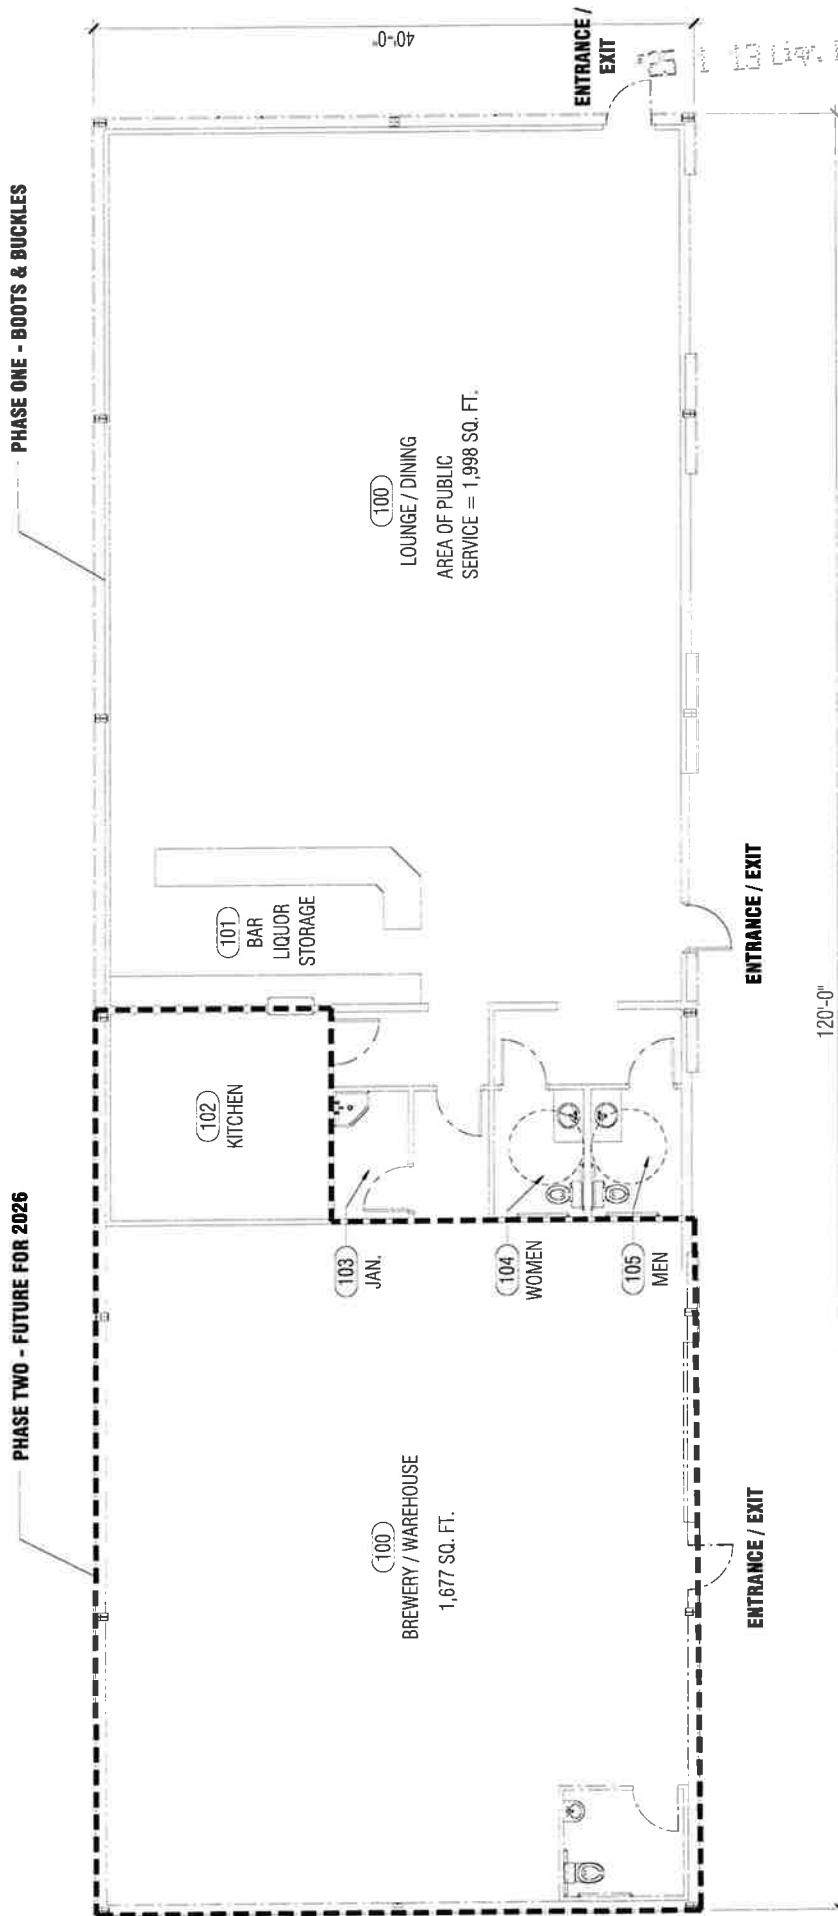 PHASE TWO - FUTURE FOR 2026
PHASE ONE - BOOTS & BUCKLES
40'-0"
102
KITCHEN
101
BAR
LIQUOR
STORAGE
103
JAN.
104
WOMEN
105
MEN
100
BREWERY / WAREHOUSE
1,677 SQ. FT.
100
LOUNGE / DINING
AREA OF PUBLIC
SERVICE = 1,998 SQ. FT.
ENTRANCE /
EXIT
ENTRANCE / EXIT
ENTRANCE / EXIT
120'-0"